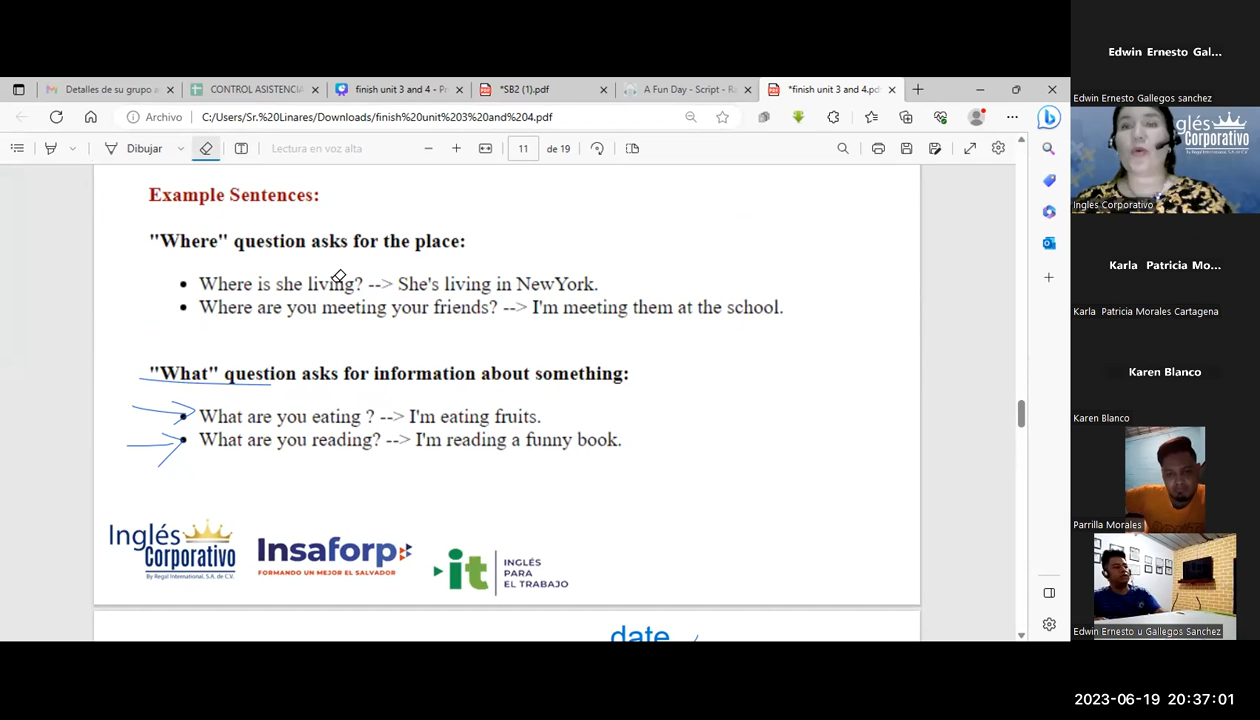 Detalles de su grupo a
CONTROL ASISTENCIA
finish unit 3 and 4 - Pr
*SB2 (1).pdf
A Fun Day - Script - Ra
*finish unit 3 and 4.pd
Archivo
C:/Users/Sr.%20Linares/Downloads/finish%20unit%203%20and%204.pdf
Dibujar
Lectura en voz alta
11
de 19
Example Sentences:
"Where" question asks for the place:
Where is she living? --> She's living in NewYork.
Where are you meeting your friends? --> I'm meeting them at the school.
"What" question asks for information about something:
What are you eating ? --> I'm eating fruits.
What are you reading? --> I'm reading a funny book.
Inglés
Corporativo
By Regal International, S.A. de C.V.
Insaforp
FORMANDO UN MEJOR EL SALVADOR
it
INGLÉS
PARA
EL TRABAJO
date
Edwin Ernesto Gal...
Edwin Ernesto Gallegos sanchez
glés
Corporativo
Inglés Corporativo
Karla Patricia Mo...
Karla Patricia Morales Cartagena
Karen Blanco
Karen Blanco
Parrilla Morales
Edwin Ernesto u Gallegos Sanchez
2023-06-19 20:37:01